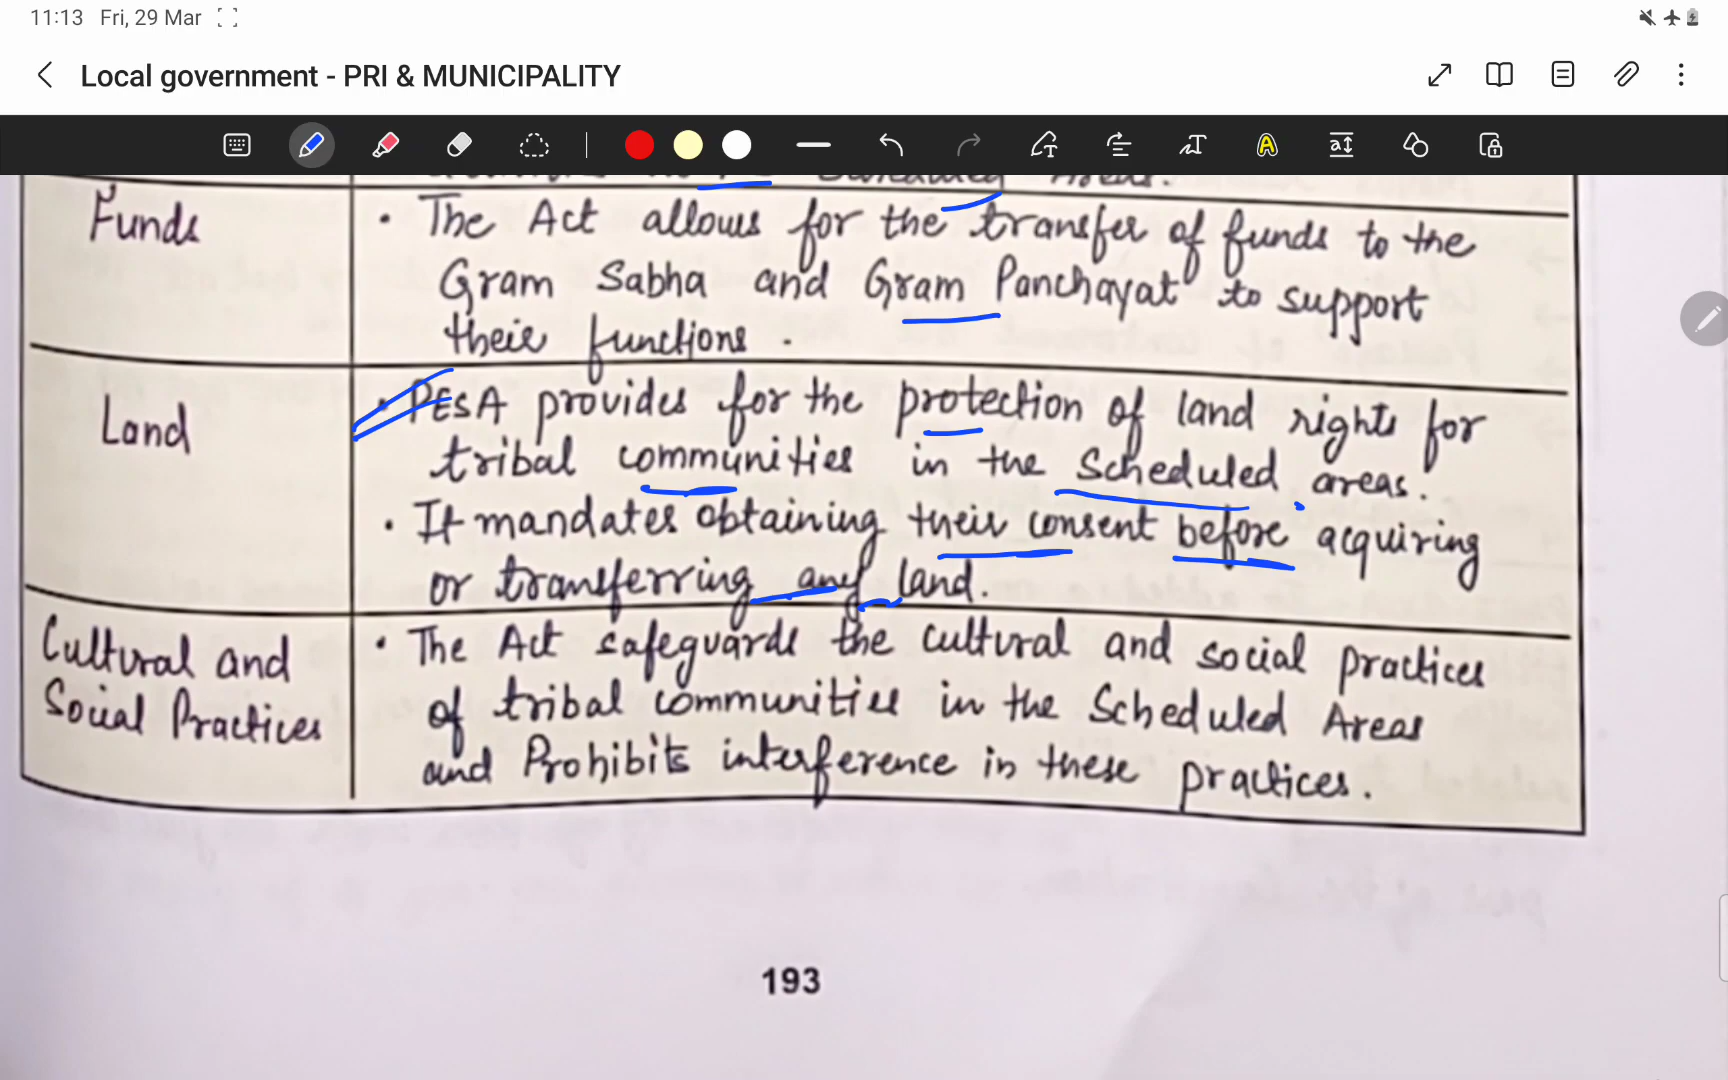 11:13 Fri, 29 Mar
Local government - PRI & MUNICIPALITY
Scheduled Areas.
Funds
• The Act allows for the transfer of funds to the
Gram Sabha and Gram Panchayat to support
their functions.
Land
• PESA provides for the protection of land rights for
tribal communities in the Scheduled areas.
• It mandates obtaining their consent before acquiring
or transferring any land.
Cultural and
Social Practices
• The Act safeguards the cultural and social practices
of tribal communities in the Scheduled Areas
and Prohibits interference in these practices.
193